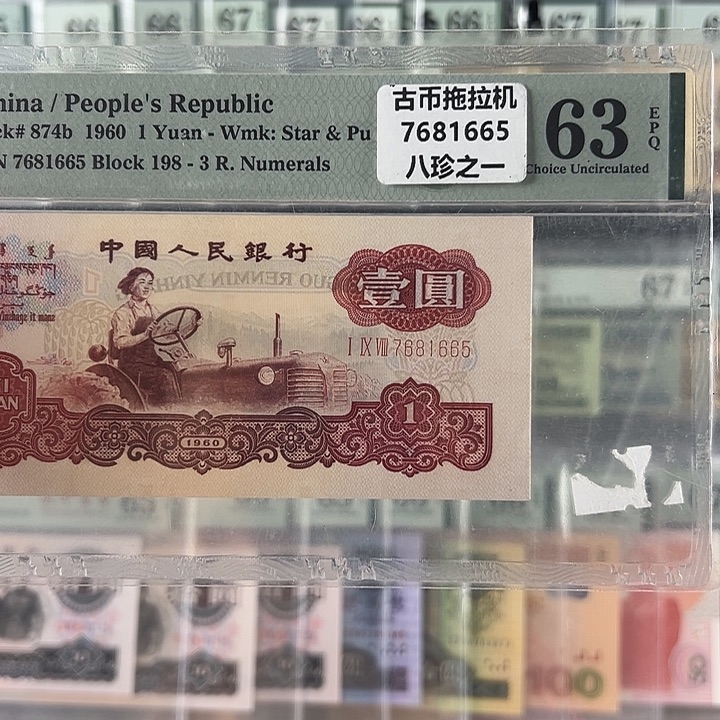 hina / People's Republic
ck# 874b 1960 1 Yuan - Wmk: Star & Pu
N 7681665 Block 198 - 3 R. Numerals
古币拖拉机
7681665
八珍之一
63
EPQ
Choice Uncirculated
中國人民銀行
壹圓
I IX VIII 7681665
1
1960
67